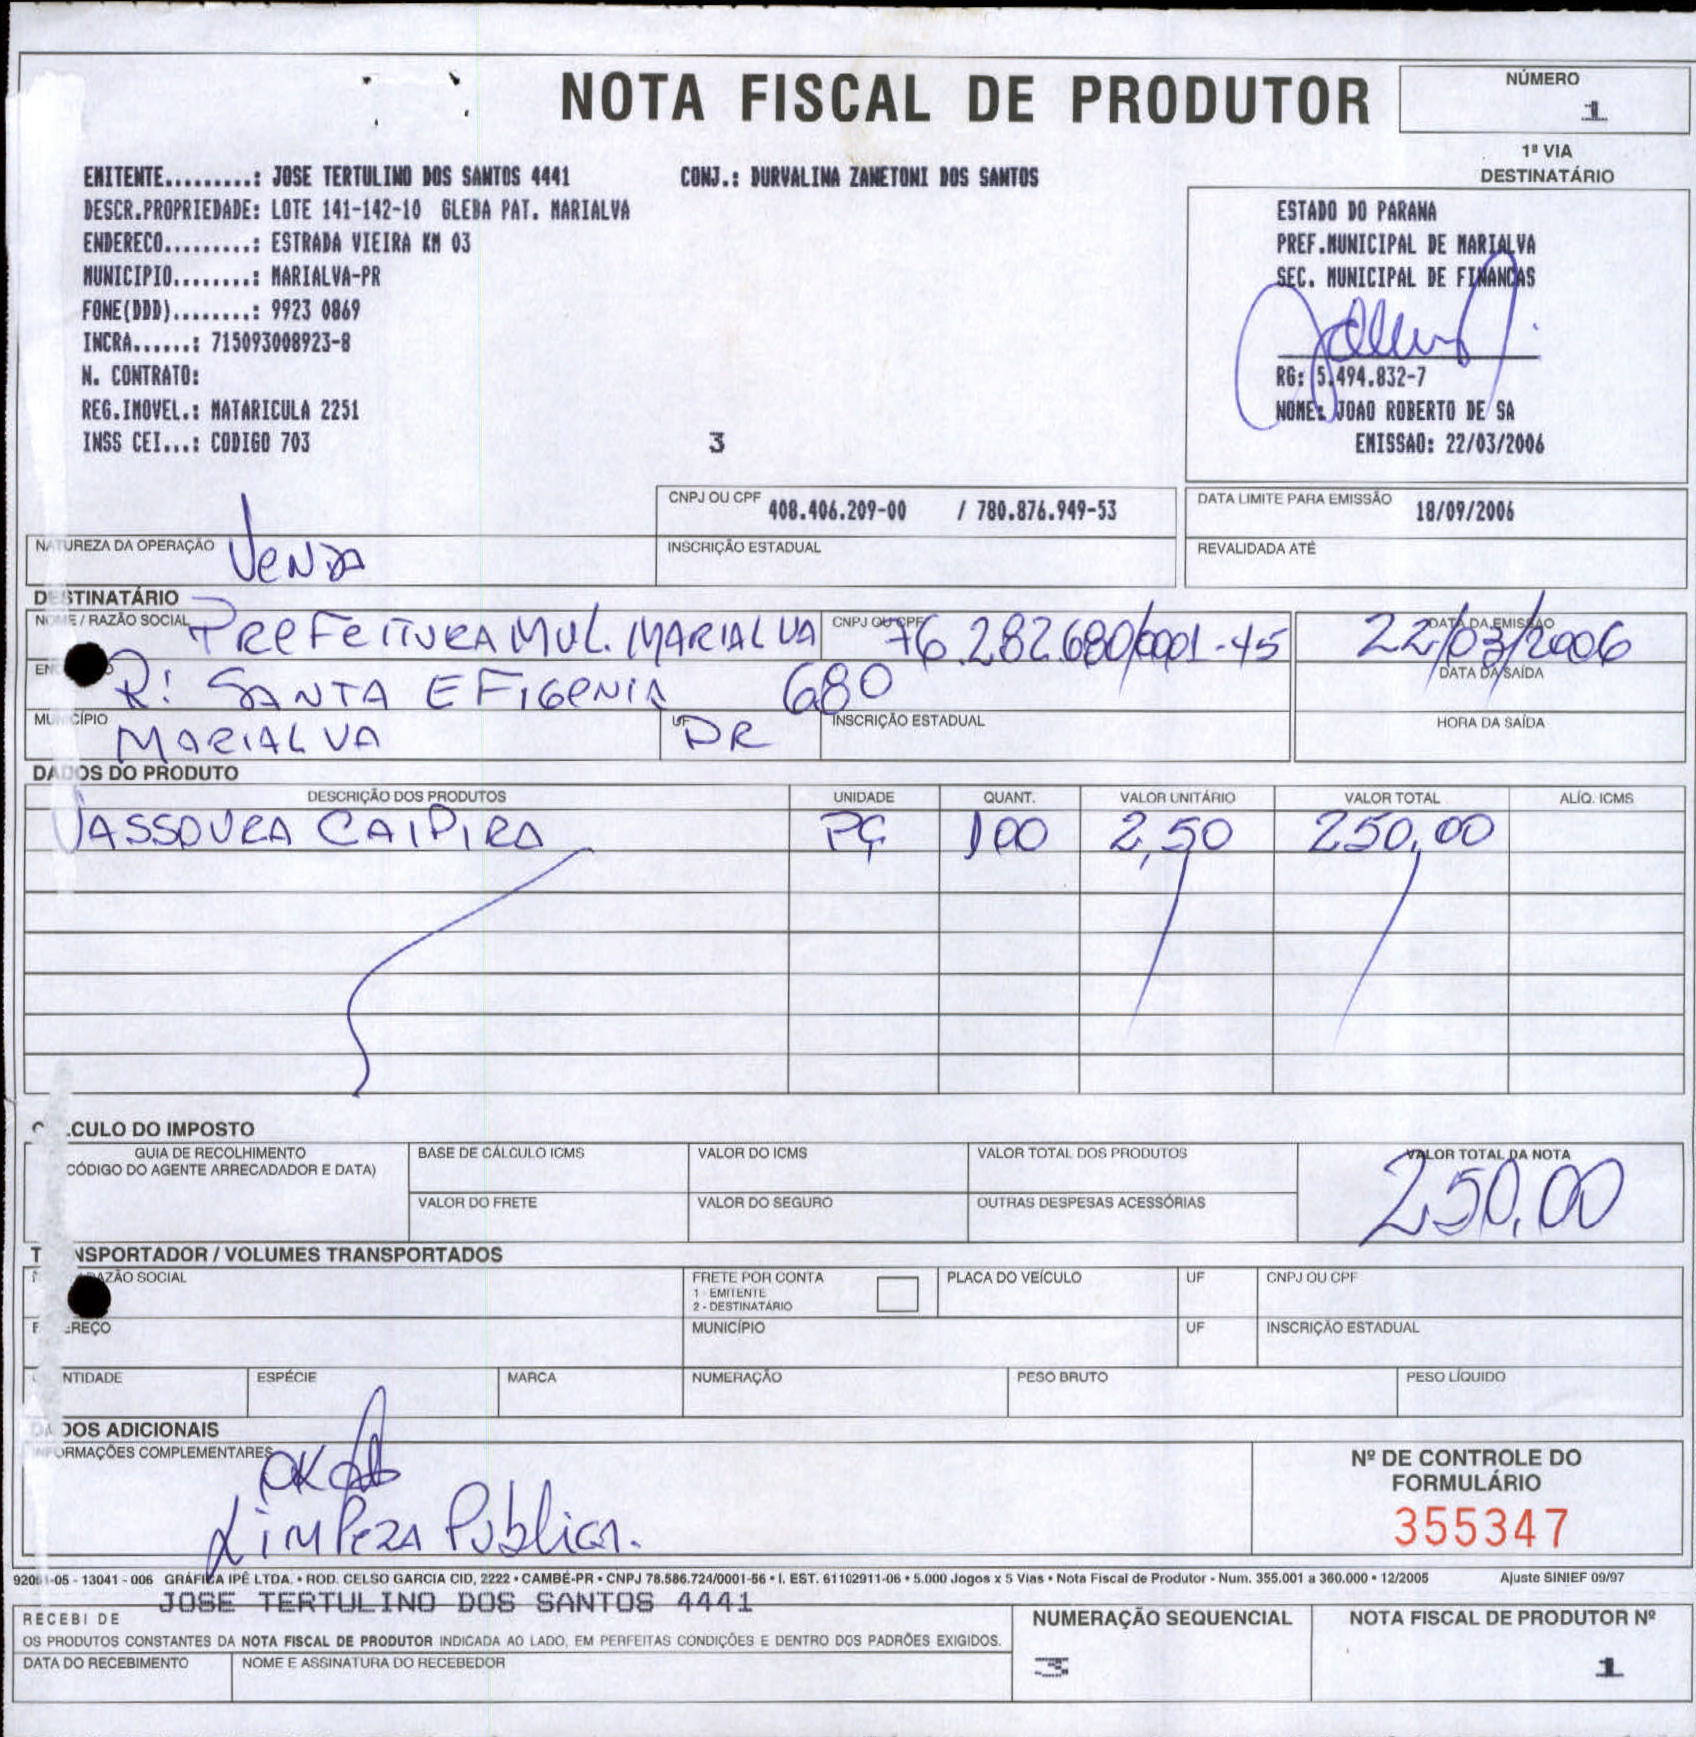 NOTA FISCAL DE PRODUTOR
NÚMERO
1
1ª VIA
DESTINATÁRIO
EMITENTE.........: JOSE TERTULINO DOS SANTOS 4441 CONJ.: DURVALINA ZANETONI DOS SANTOS
DESCR.PROPRIEDADE: LOTE 141-142-10 GLEBA PAT. MARIALVA
ENDERECO.........: ESTRADA VIEIRA KM 03
MUNICIPIO........: MARIALVA-PR
FONE(DDD)........: 9923 0869
INCRA......: 715093008923-8
N. CONTRATO:
REG.IMOVEL.: MATARICULA 2251
INSS CEI...: CODIGO 703
3
ESTADO DO PARANA
PREF.MUNICIPAL DE MARIALVA
SEC. MUNICIPAL DE FINANCAS
RG: 5.494.832-7
NOME: JOAO ROBERTO DE SA
EMISSAO: 22/03/2006
CNPJ OU CPF 408.406.209-00 / 780.876.949-53
DATA LIMITE PARA EMISSÃO 18/09/2006
NATUREZA DA OPERAÇÃO VENDA
INSCRIÇÃO ESTADUAL
REVALIDADA ATÉ
DESTINATÁRIO
NOME / RAZÃO SOCIAL PREFEITURA MUL. MARIALVA CNPJ OU CPF 76.282.680/0001-45 DATA DA EMISSÃO 22/03/2006
R: SANTA EFIGENIA 680
DATA DA SAÍDA
MUNICÍPIO MARIALVA UF PR INSCRIÇÃO ESTADUAL HORA DA SAÍDA
DADOS DO PRODUTO
DESCRIÇÃO DOS PRODUTOS UNIDADE QUANT. VALOR UNITÁRIO VALOR TOTAL ALÍQ. ICMS
VASSOURA CAIPIRA PÇ 100 2,50 250,00
CÁLCULO DO IMPOSTO
GUIA DE RECOLHIMENTO
CÓDIGO DO AGENTE ARRECADADOR E DATA)
BASE DE CÁLCULO ICMS VALOR DO ICMS VALOR TOTAL DOS PRODUTOS VALOR TOTAL DA NOTA
250,00
VALOR DO FRETE VALOR DO SEGURO OUTRAS DESPESAS ACESSÓRIAS
TRANSPORTADOR / VOLUMES TRANSPORTADOS
RAZÃO SOCIAL
FRETE POR CONTA
1 - EMITENTE
2 - DESTINATÁRIO
PLACA DO VEÍCULO UF CNPJ OU CPF
ENDEREÇO MUNICÍPIO UF INSCRIÇÃO ESTADUAL
QUANTIDADE ESPÉCIE MARCA NUMERAÇÃO PESO BRUTO PESO LÍQUIDO
DADOS ADICIONAIS
INFORMAÇÕES COMPLEMENTARES
OK
LIMPEZA PUBLICA.
Nº DE CONTROLE DO
FORMULÁRIO
355347
-05 - 13041 - 006 GRÁFICA IPÊ LTDA. • ROD. CELSO GARCIA CID, 2222 • CAMBÉ-PR • CNPJ 78.586.724/0001-56 • I. EST. 61102911-06 • 5.000 Jogos x 5 Vias • Nota Fiscal de Produtor - Num. 355.001 a 360.000 • 12/2005 Ajuste SINIEF 09/97
RECEBI DE JOSE TERTULINO DOS SANTOS 4441
OS PRODUTOS CONSTANTES DA NOTA FISCAL DE PRODUTOR INDICADA AO LADO, EM PERFEITAS CONDIÇÕES E DENTRO DOS PADRÕES EXIGIDOS.
DATA DO RECEBIMENTO NOME E ASSINATURA DO RECEBEDOR
NUMERAÇÃO SEQUENCIAL
3
NOTA FISCAL DE PRODUTOR Nº
1